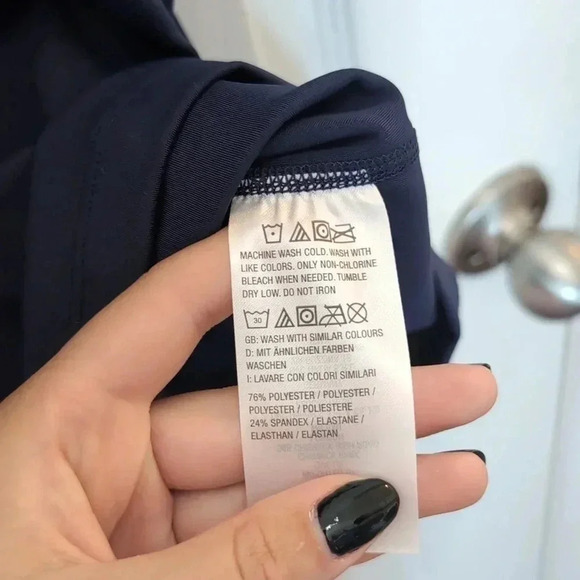 MACHINE WASH COLD. WASH WITH
LIKE COLORS. ONLY NON-CHLORINE
BLEACH WHEN NEEDED. TUMBLE
DRY LOW. DO NOT IRON
30
GB: WASH WITH SIMILAR COLOURS
D: MIT ÄHNLICHEN FARBEN
WASCHEN
I: LAVARE CON COLORI SIMILARI
76% POLYESTER / POLYESTER /
POLYESTER / POLIESTERE
24% SPANDEX / ELASTANE /
ELASTHAN / ELASTAN